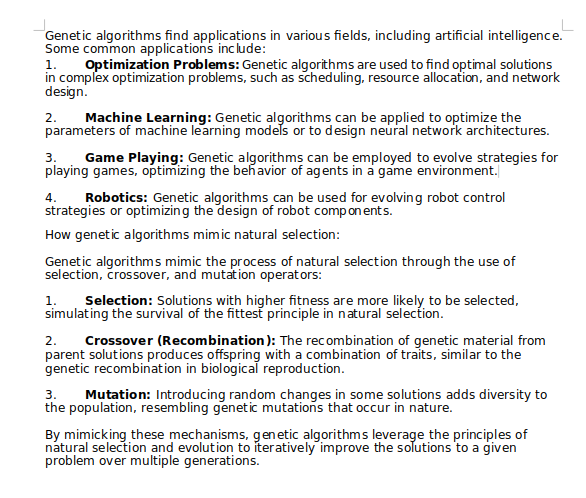 Genetic algorithms find applications in various fields, including artificial intelligence.
Some common applications include:
1. Optimization Problems: Genetic algorithms are used to find optimal solutions
in complex optimization problems, such as scheduling, resource allocation, and network
design.
2. Machine Learning: Genetic algorithms can be applied to optimize the
parameters of machine learning models or to design neural network architectures.
3. Game Playing: Genetic algorithms can be employed to evolve strategies for
playing games, optimizing the behavior of agents in a game environment.
4. Robotics: Genetic algorithms can be used for evolving robot control
strategies or optimizing the design of robot components.
How genetic algorithms mimic natural selection:
Genetic algorithms mimic the process of natural selection through the use of
selection, crossover, and mutation operators:
1. Selection: Solutions with higher fitness are more likely to be selected,
simulating the survival of the fittest principle in natural selection.
2. Crossover (Recombination): The recombination of genetic material from
parent solutions produces offspring with a combination of traits, similar to the
genetic recombination in biological reproduction.
3. Mutation: Introducing random changes in some solutions adds diversity to
the population, resembling genetic mutations that occur in nature.
By mimicking these mechanisms, genetic algorithms leverage the principles of
natural selection and evolution to iteratively improve the solutions to a given
problem over multiple generations.